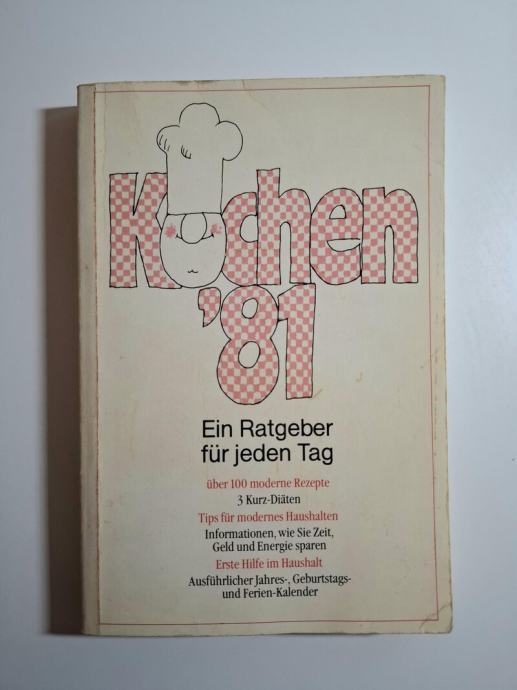 Kochen
'81
Ein Ratgeber
für jeden Tag
über 100 moderne Rezepte
3 Kurz-Diäten
Tips für modernes Haushalten
Informationen, wie Sie Zeit,
Geld und Energie sparen
Erste Hilfe im Haushalt
Ausführlicher Jahres-, Geburtstags-
und Ferien-Kalender